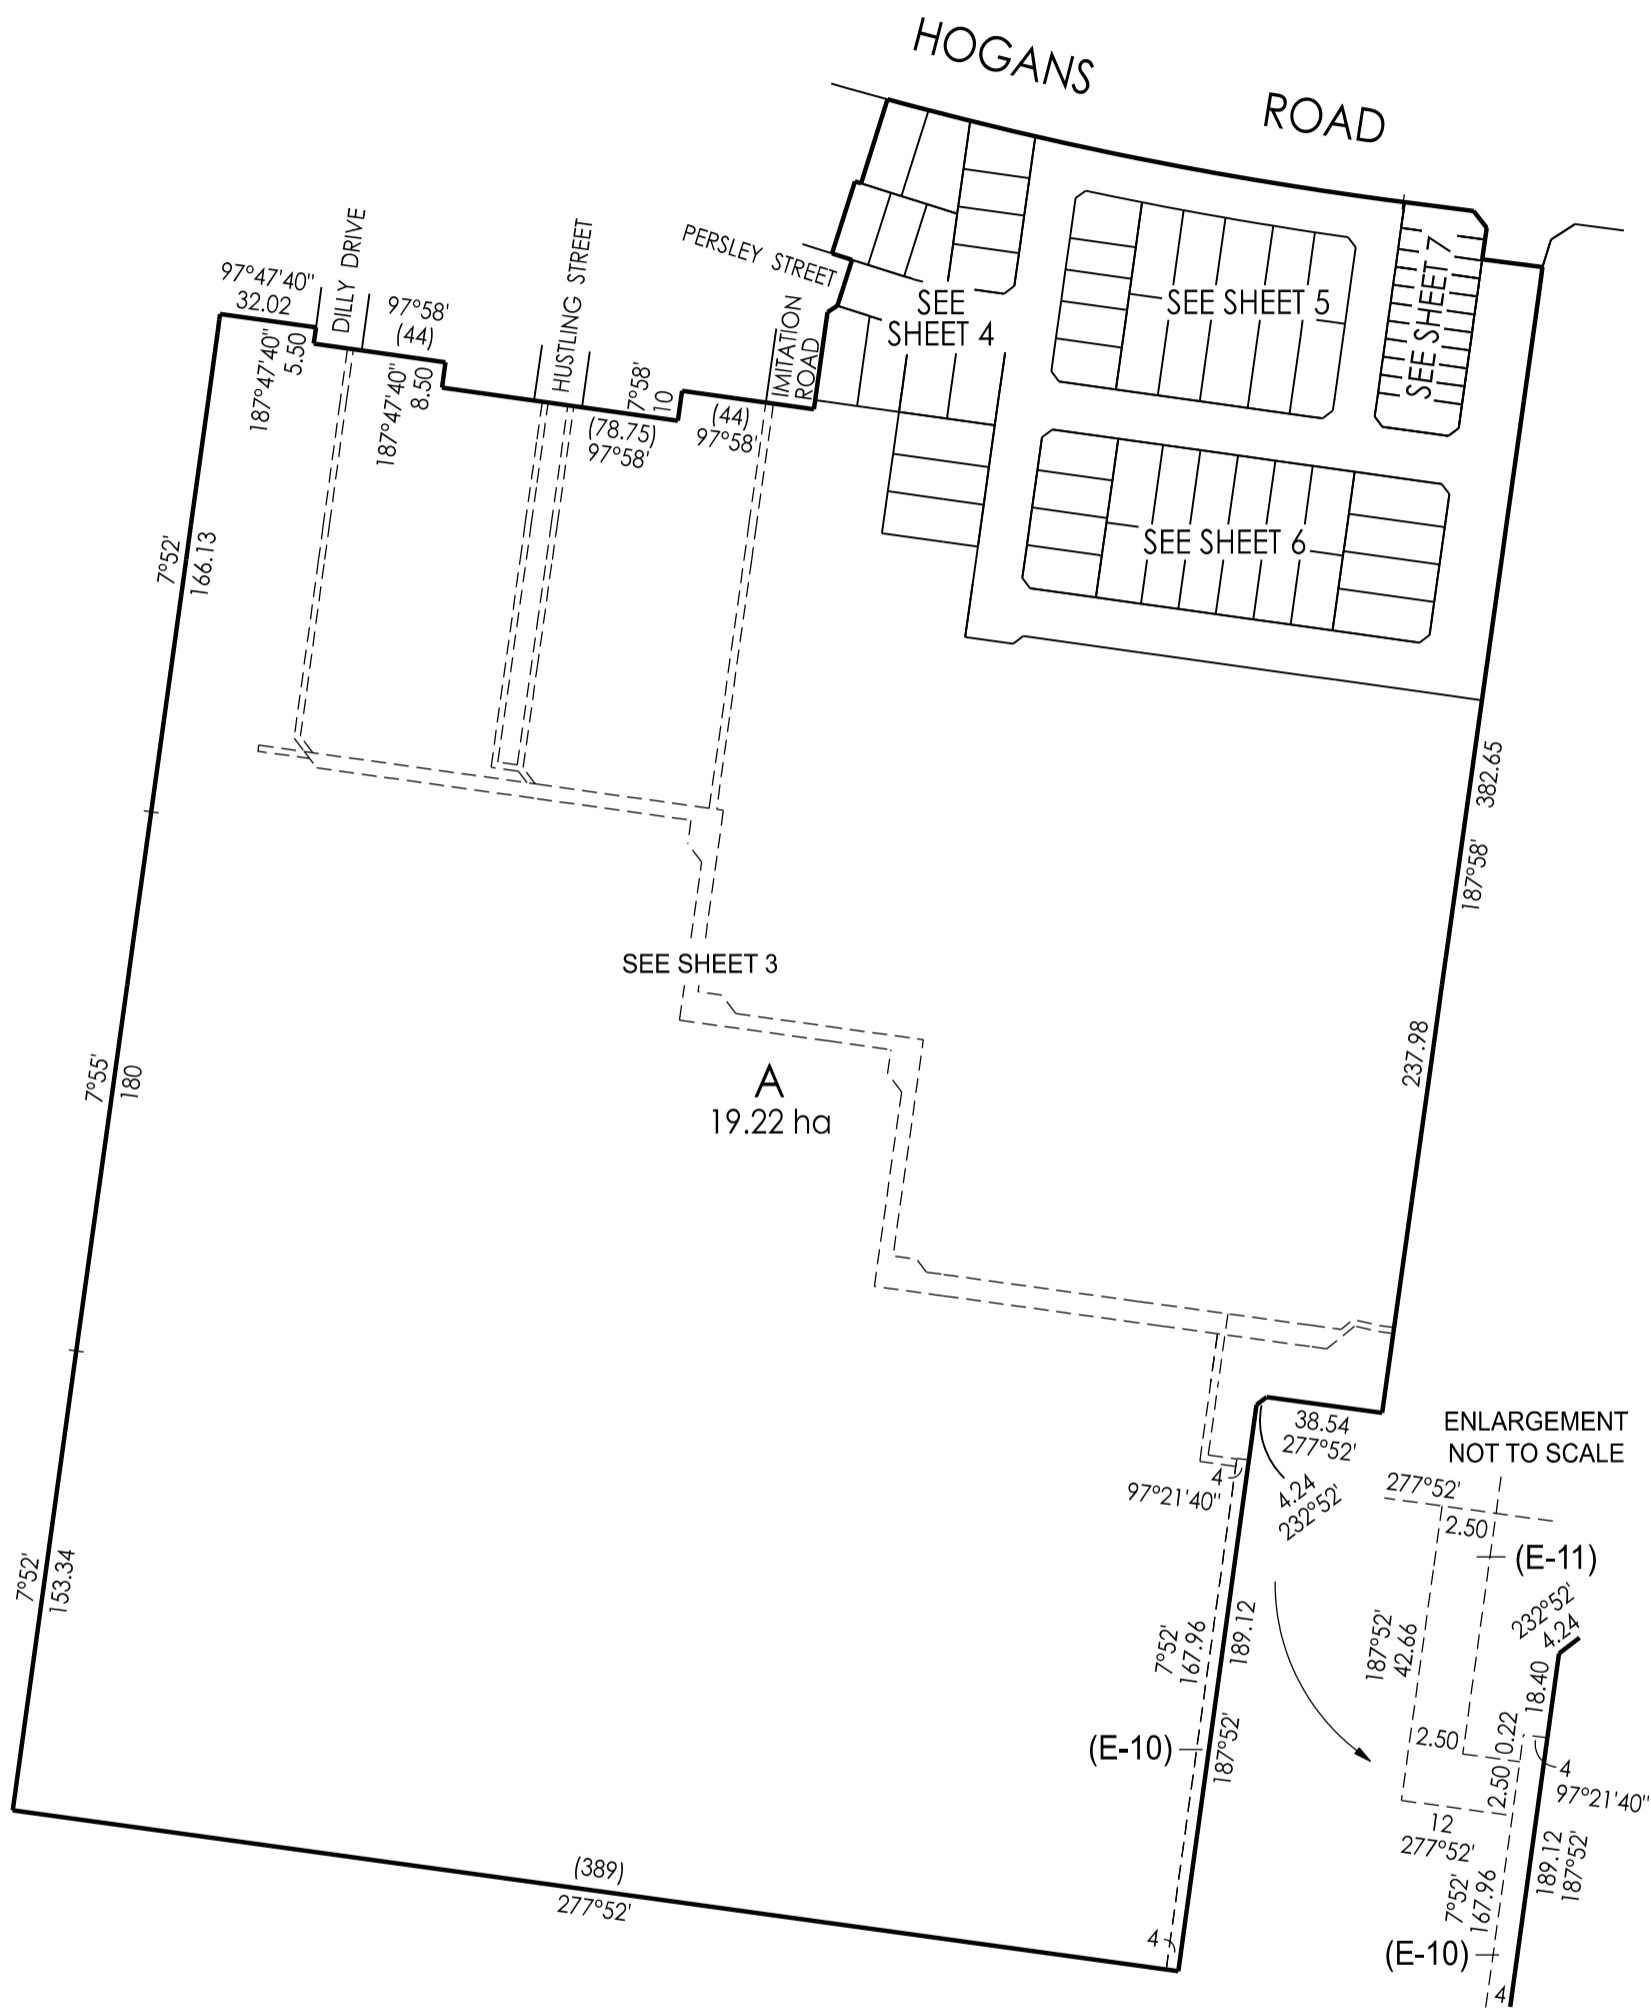 HOGANS
ROAD
PERSLEY STREET
DILLY DRIVE
HUSTLING STREET
IMITATION
ROAD
97°47'40"
32.02
97°58'
(44)
187°47'40"
5.50
187°47'40"
8.50
7°58'
10
(78.75)
97°58'
(44)
97°58'
SEE
SHEET 4
SEE SHEET 5
SEE SHEET 7
SEE SHEET 6
7°52'
166.13
382.65
187°58'
SEE SHEET 3
237.98
7°55'
180
A
19.22 ha
38.54
277°52'
4.24
232°52'
4
97°21'40"
7°52'
153.34
7°52'
167.96
189.12
187°52'
(E-10)
(389)
277°52'
4
ENLARGEMENT
NOT TO SCALE
277°52'
2.50
(E-11)
232°52'
4.24
187°52'
42.66
18.40
2.50
0.22
2.50
4
97°21'40"
12
277°52'
7°52'
167.96
189.12
187°52'
(E-10)
4